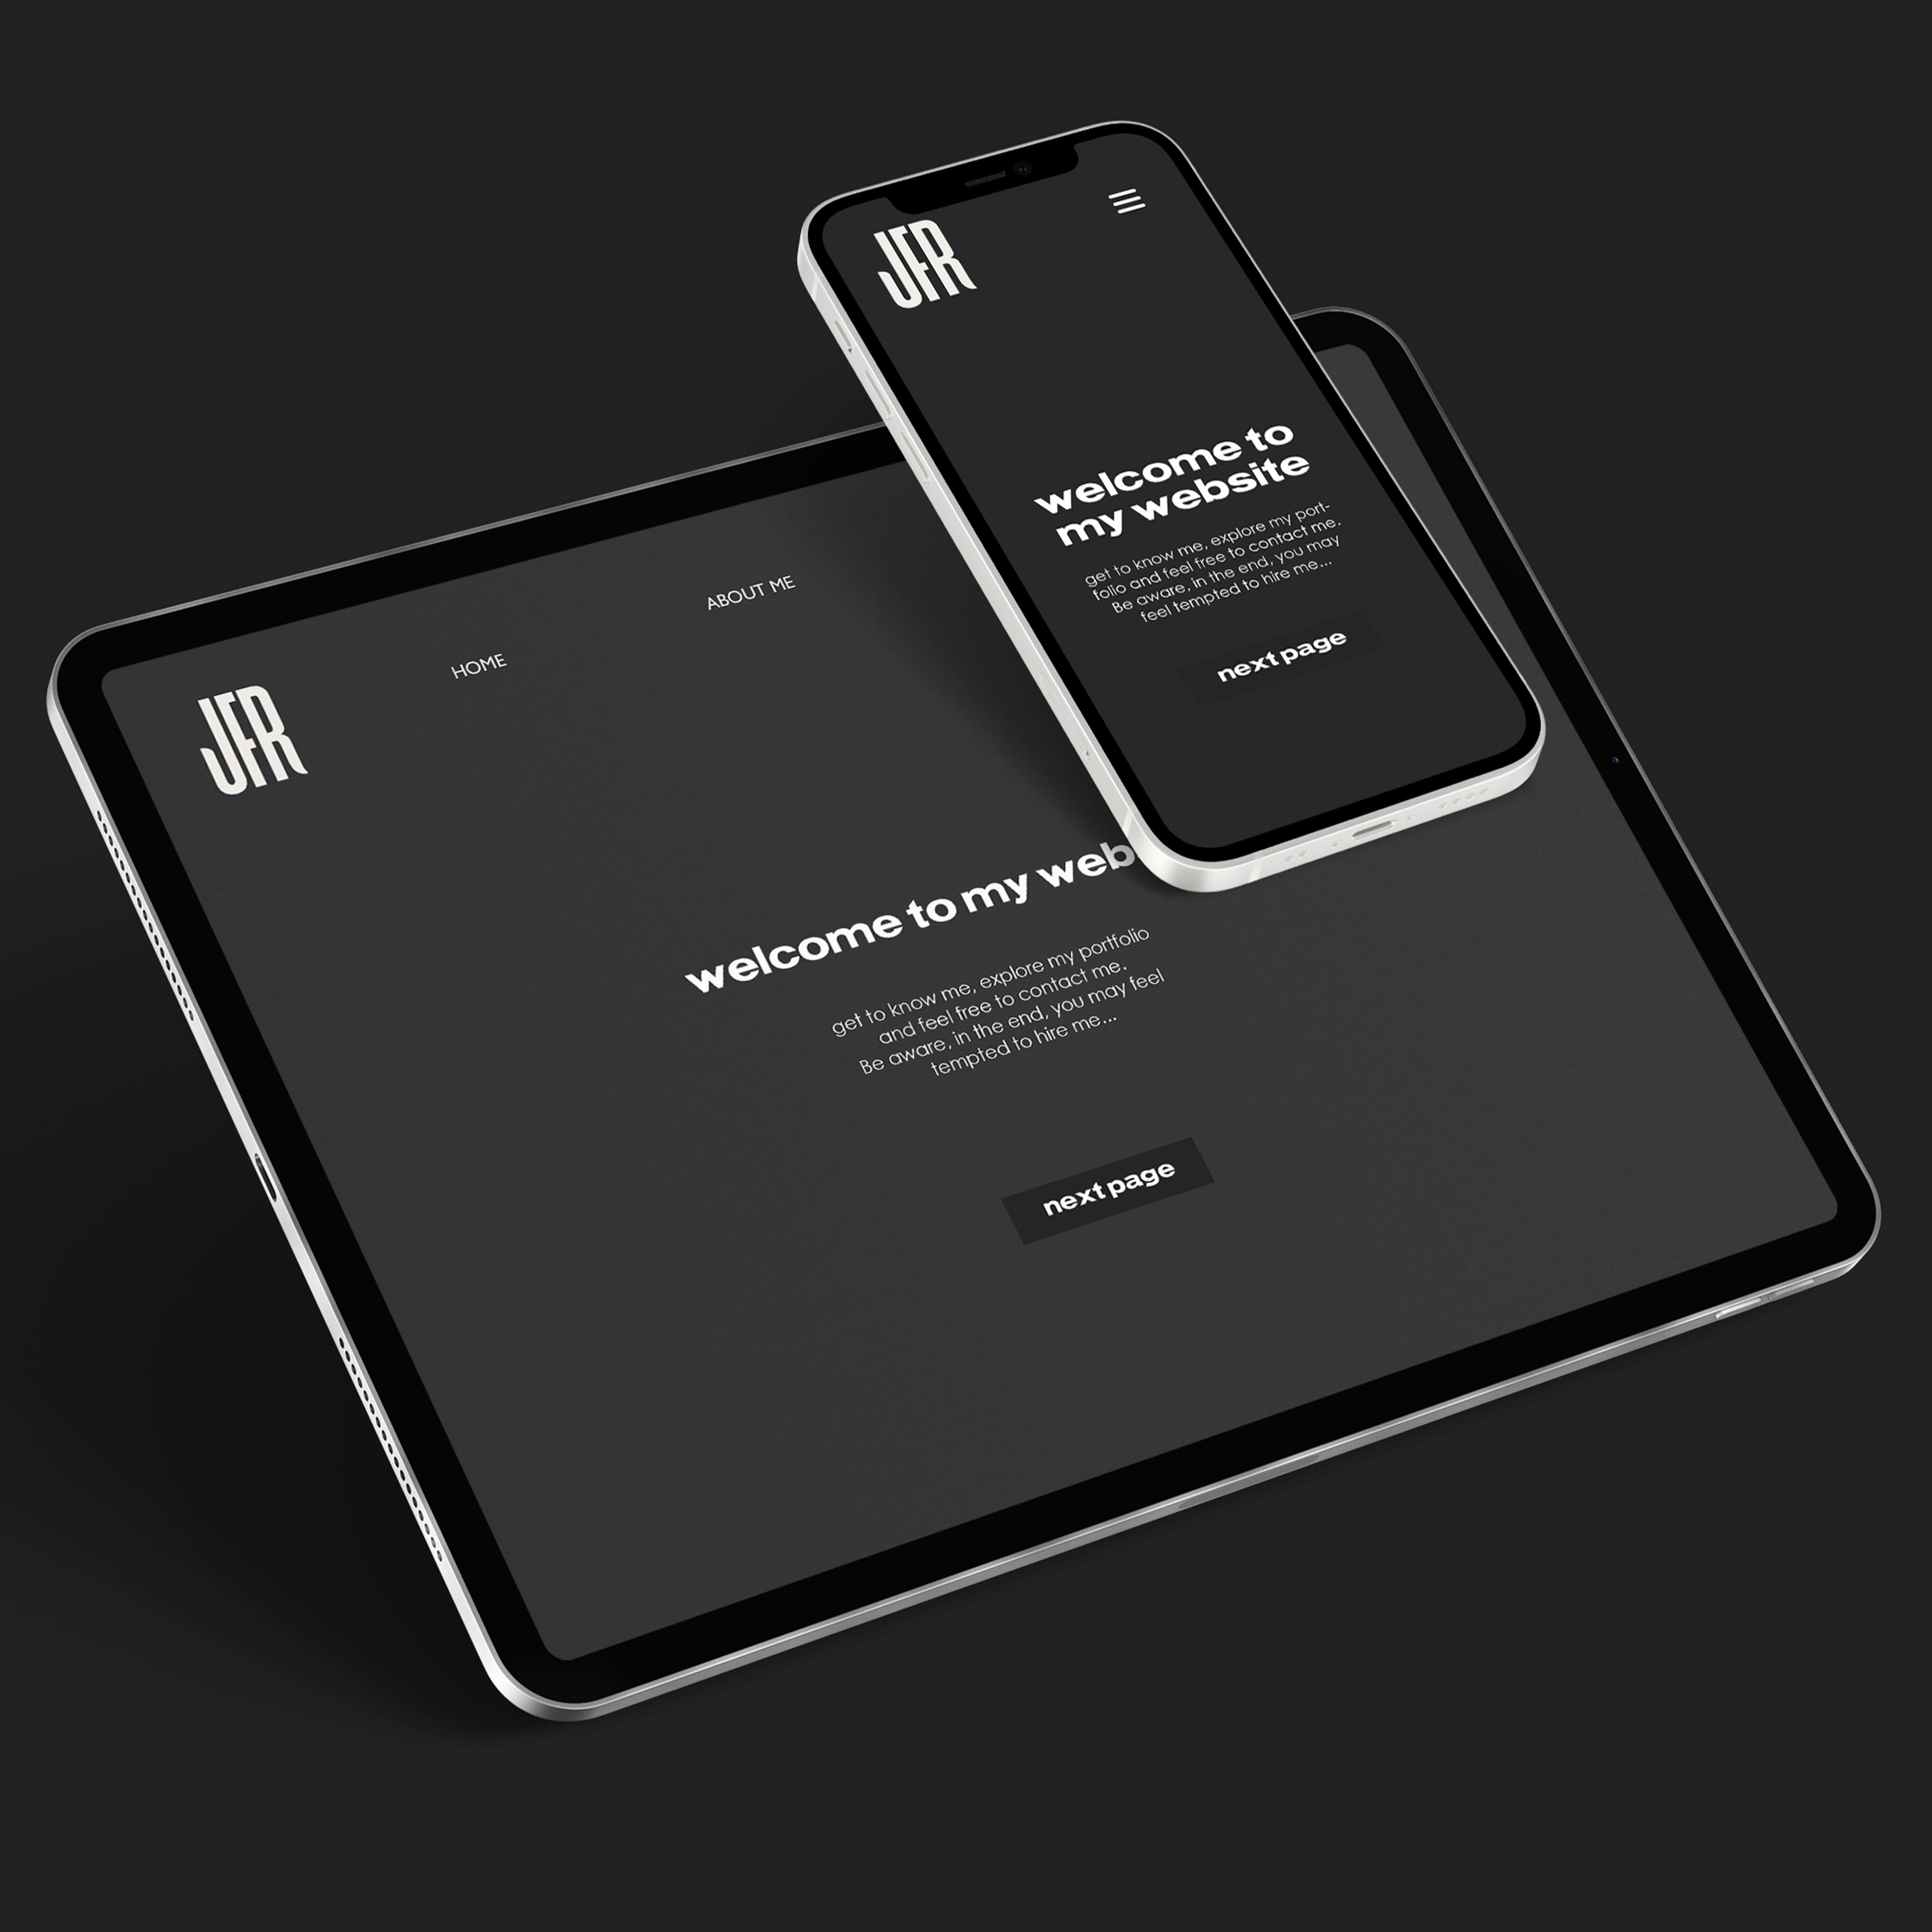 JFR
welcome to
my website
get to know me, explore my port-
folio and feel free to contact me.
Be aware, in the end, you may
feel tempted to hire me...
next page
ABOUT ME
HOME
JFR
welcome to my web
get to know me, explore my portfolio
and feel free to contact me.
Be aware, in the end, you may feel
tempted to hire me...
next page